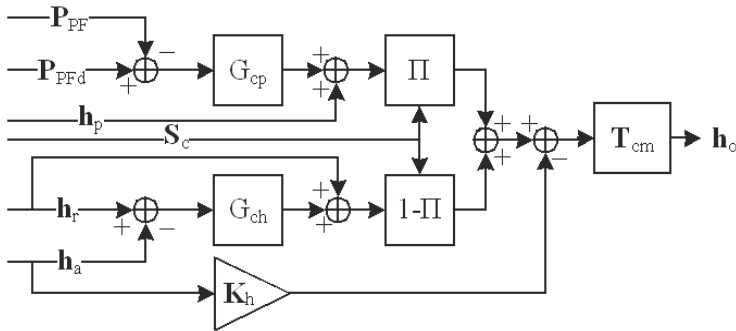 P_PF
−
P_PFd + G_cp + + Π
h_p
S_c
+ + + − T_cm h_o
+
h_r + − G_ch + 1-Π
h_a
K_h